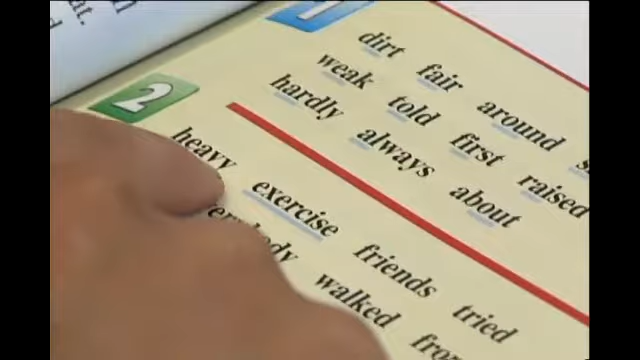 1
dirt fair around
weak told first raised
hardly always about
2
heavy exercise friends tried
walked